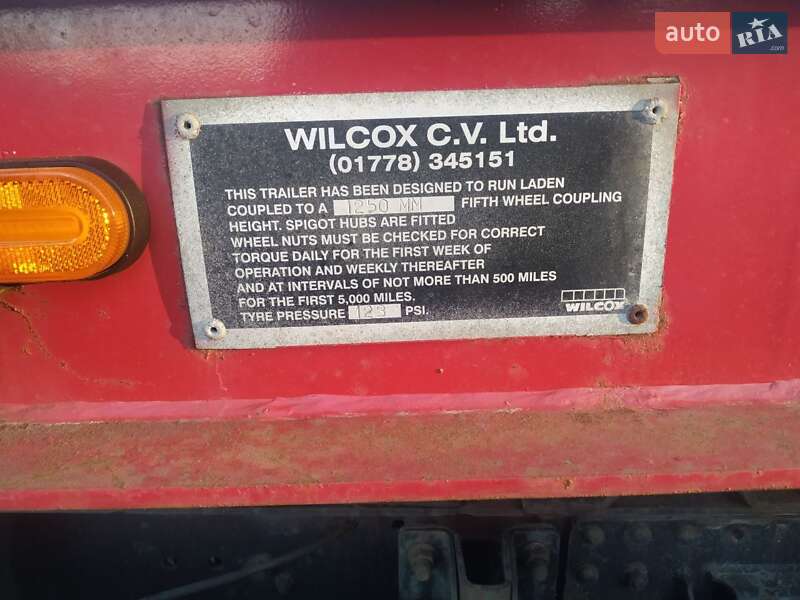 auto RIA .com
WILCOX C.V. Ltd.
(01778) 345151
THIS TRAILER HAS BEEN DESIGNED TO RUN LADEN
COUPLED TO A 1250 MM FIFTH WHEEL COUPLING
HEIGHT. SPIGOT HUBS ARE FITTED
WHEEL NUTS MUST BE CHECKED FOR CORRECT
TORQUE DAILY FOR THE FIRST WEEK OF
OPERATION AND WEEKLY THEREAFTER
AND AT INTERVALS OF NOT MORE THAN 500 MILES
FOR THE FIRST 5,000 MILES.
TYRE PRESSURE 123 PSI.
WILCOX